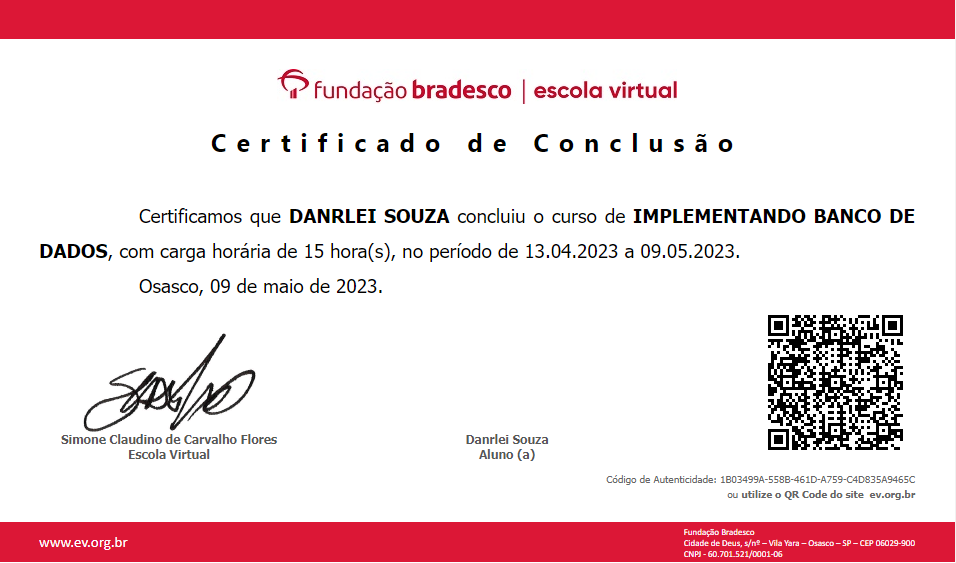 fundação bradesco | escola virtual
Certificado de Conclusão
Certificamos que DANRLEI SOUZA concluiu o curso de IMPLEMENTANDO BANCO DE
DADOS, com carga horária de 15 hora(s), no período de 13.04.2023 a 09.05.2023.
Osasco, 09 de maio de 2023.
Simone Claudino de Carvalho Flores
Escola Virtual
Danrlei Souza
Aluno (a)
Código de Autenticidade: 1B03499A-558B-461D-A759-C4D835A9465C
ou utilize o QR Code do site ev.org.br
www.ev.org.br
Fundação Bradesco
Cidade de Deus, s/nº – Vila Yara – Osasco – SP – CEP 06029-900
CNPJ - 60.701.521/0001-06